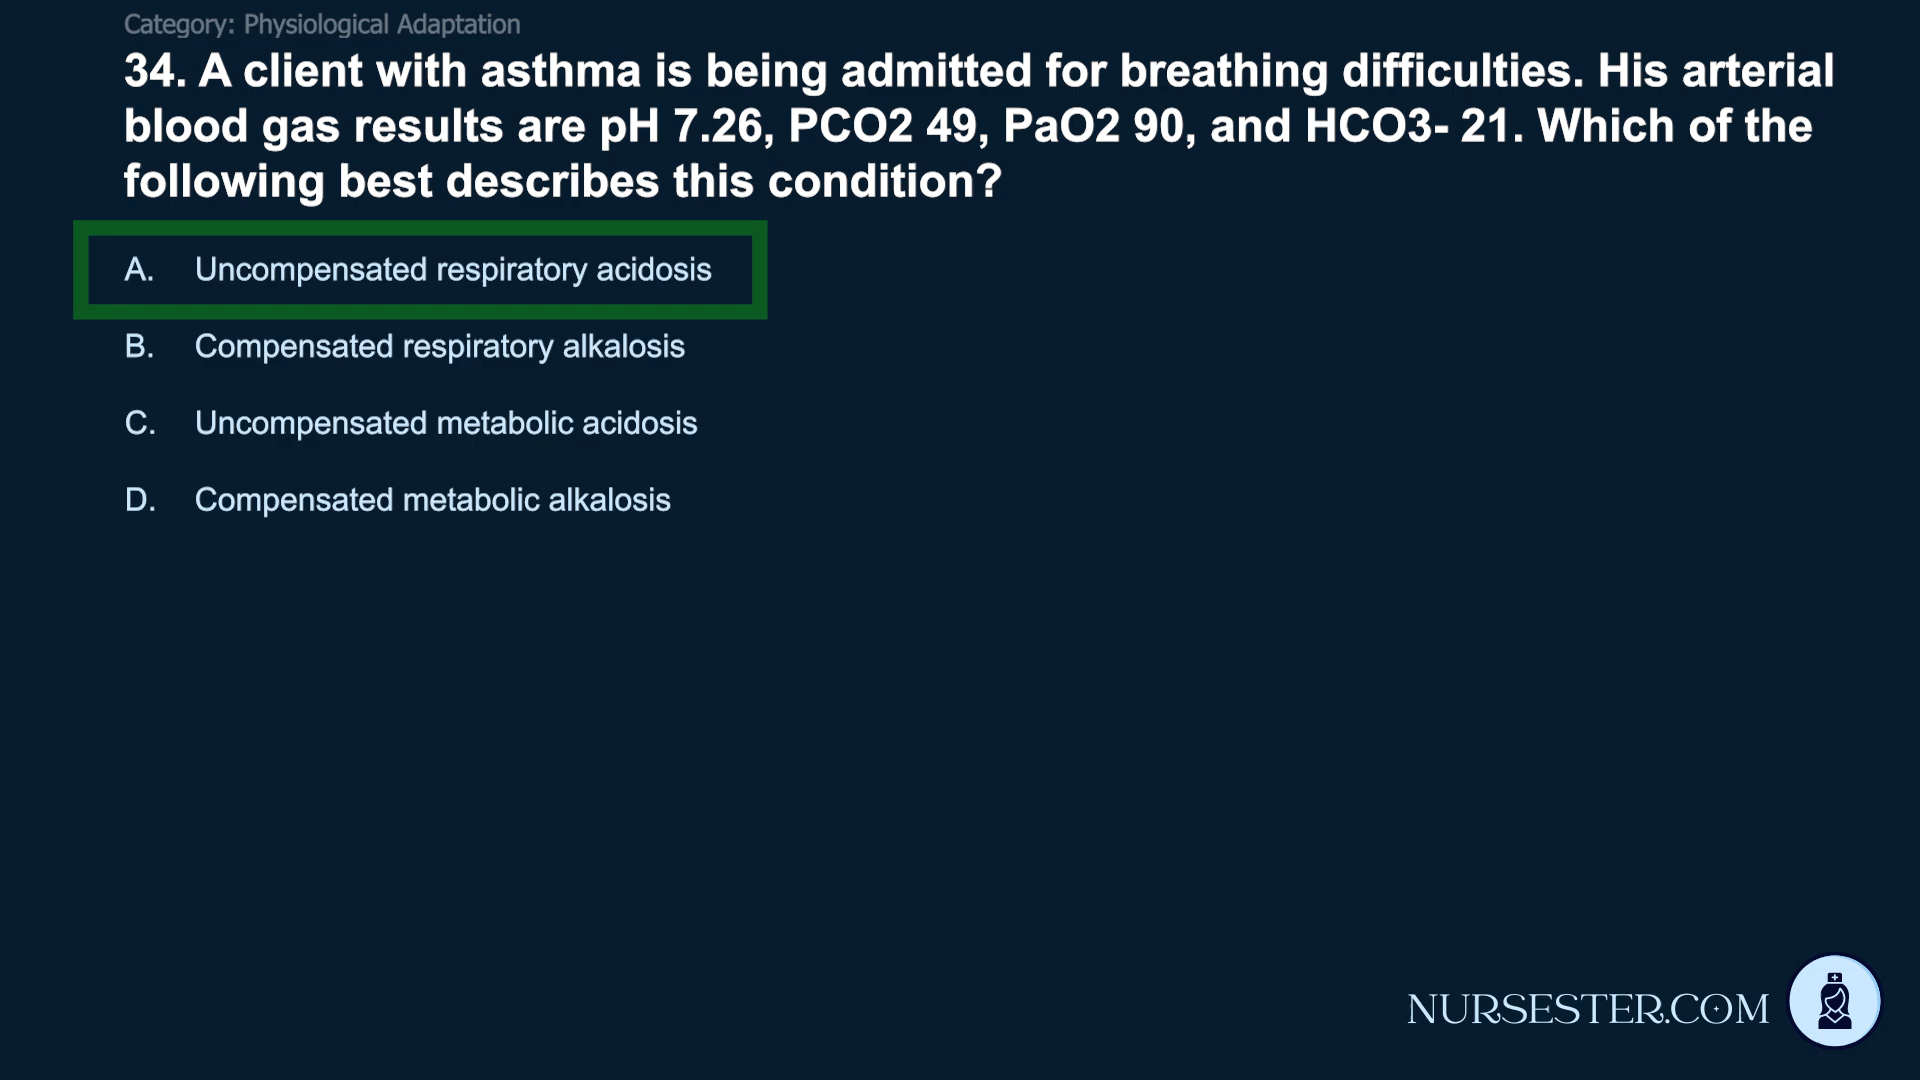 Category: Physiological Adaptation
34. A client with asthma is being admitted for breathing difficulties. His arterial
blood gas results are pH 7.26, PCO2 49, PaO2 90, and HCO3- 21. Which of the
following best describes this condition?
A. Uncompensated respiratory acidosis
B. Compensated respiratory alkalosis
C. Uncompensated metabolic acidosis
D. Compensated metabolic alkalosis
NURSESTER.COM